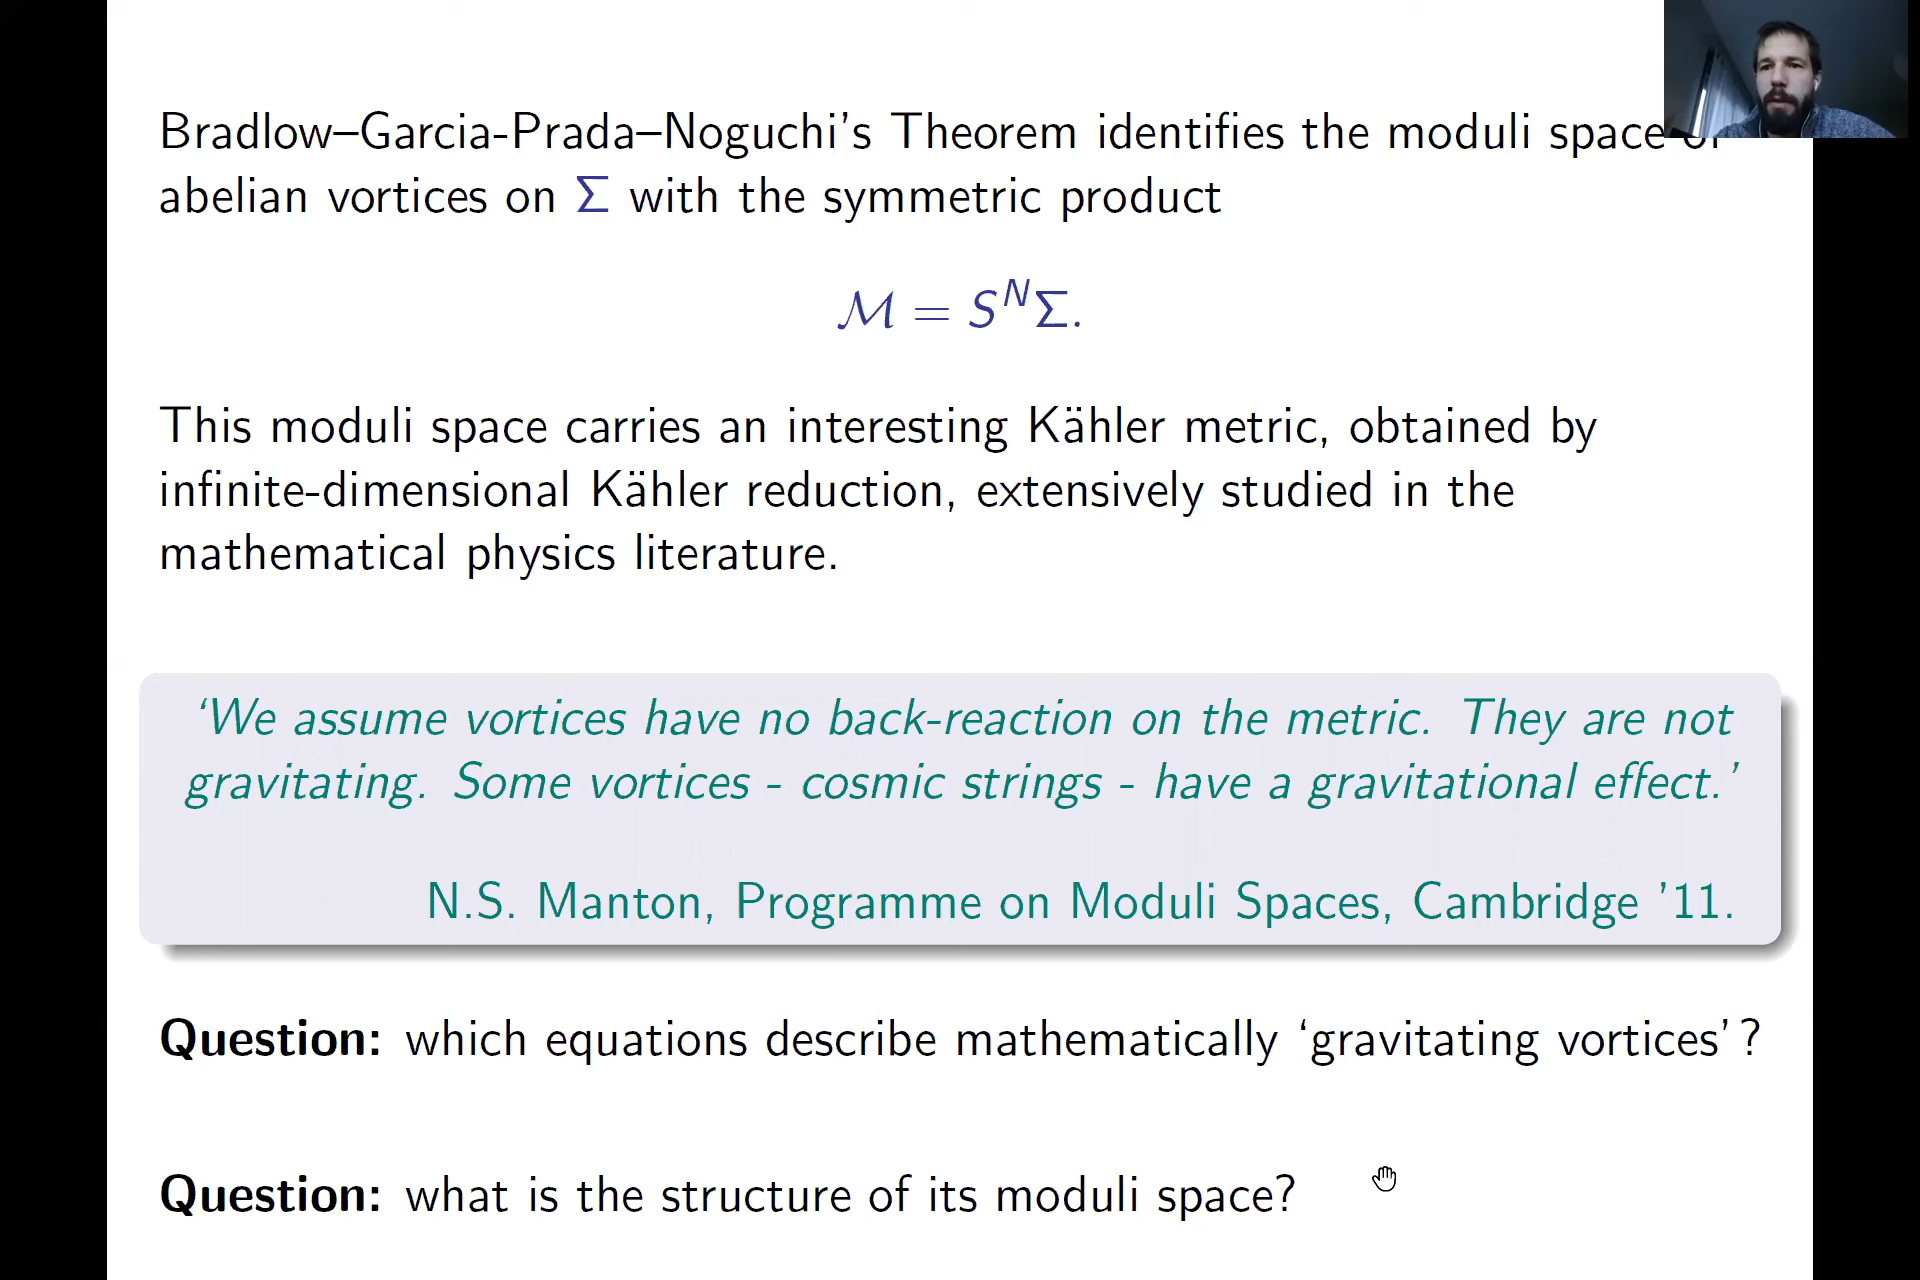 Bradlow–Garcia-Prada–Noguchi's Theorem identifies the moduli space of
abelian vortices on Σ with the symmetric product
ℳ = S^N Σ.
This moduli space carries an interesting Kähler metric, obtained by
infinite-dimensional Kähler reduction, extensively studied in the
mathematical physics literature.
‘We assume vortices have no back-reaction on the metric. They are not
gravitating. Some vortices - cosmic strings - have a gravitational effect.’
N.S. Manton, Programme on Moduli Spaces, Cambridge ’11.
Question: which equations describe mathematically ‘gravitating vortices’?
Question: what is the structure of its moduli space?